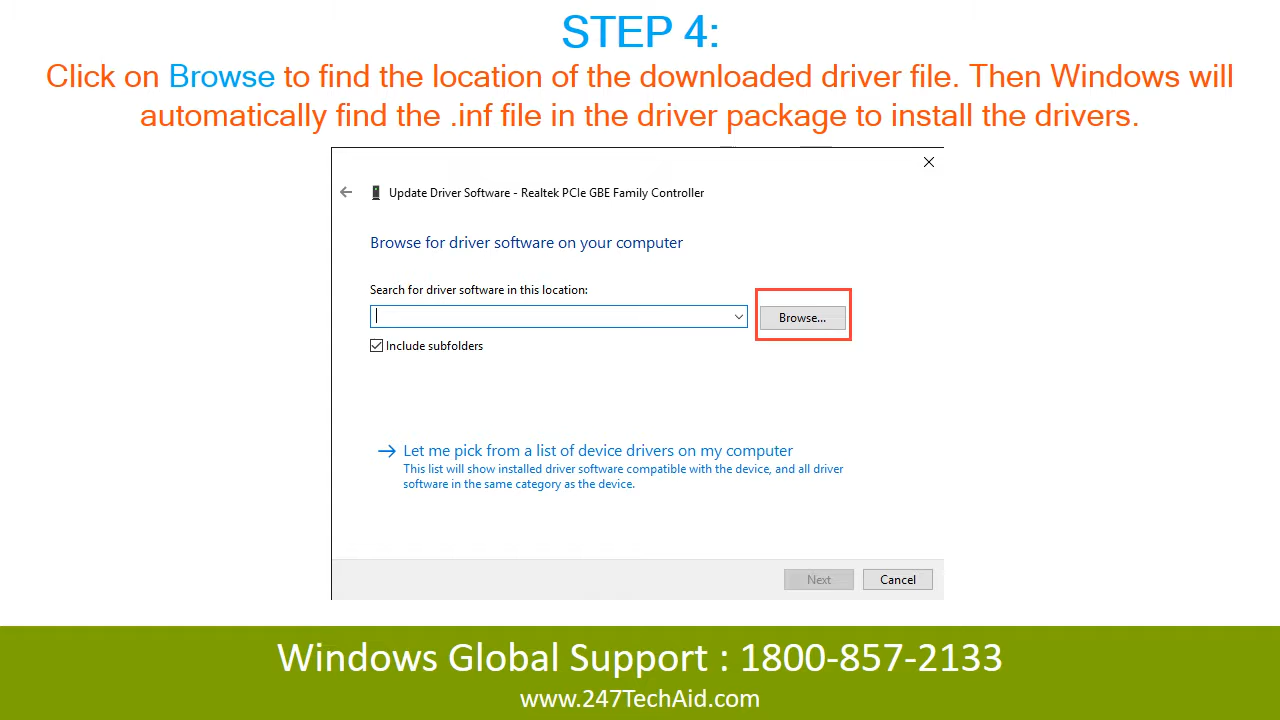 STEP 4:
Click on Browse to find the location of the downloaded driver file. Then Windows will
automatically find the .inf file in the driver package to install the drivers.
Update Driver Software - Realtek PCIe GBE Family Controller
Browse for driver software on your computer
Search for driver software in this location:
Browse...
Include subfolders
Let me pick from a list of device drivers on my computer
This list will show installed driver software compatible with the device, and all driver
software in the same category as the device.
Next Cancel
Windows Global Support : 1800-857-2133
www.247TechAid.com